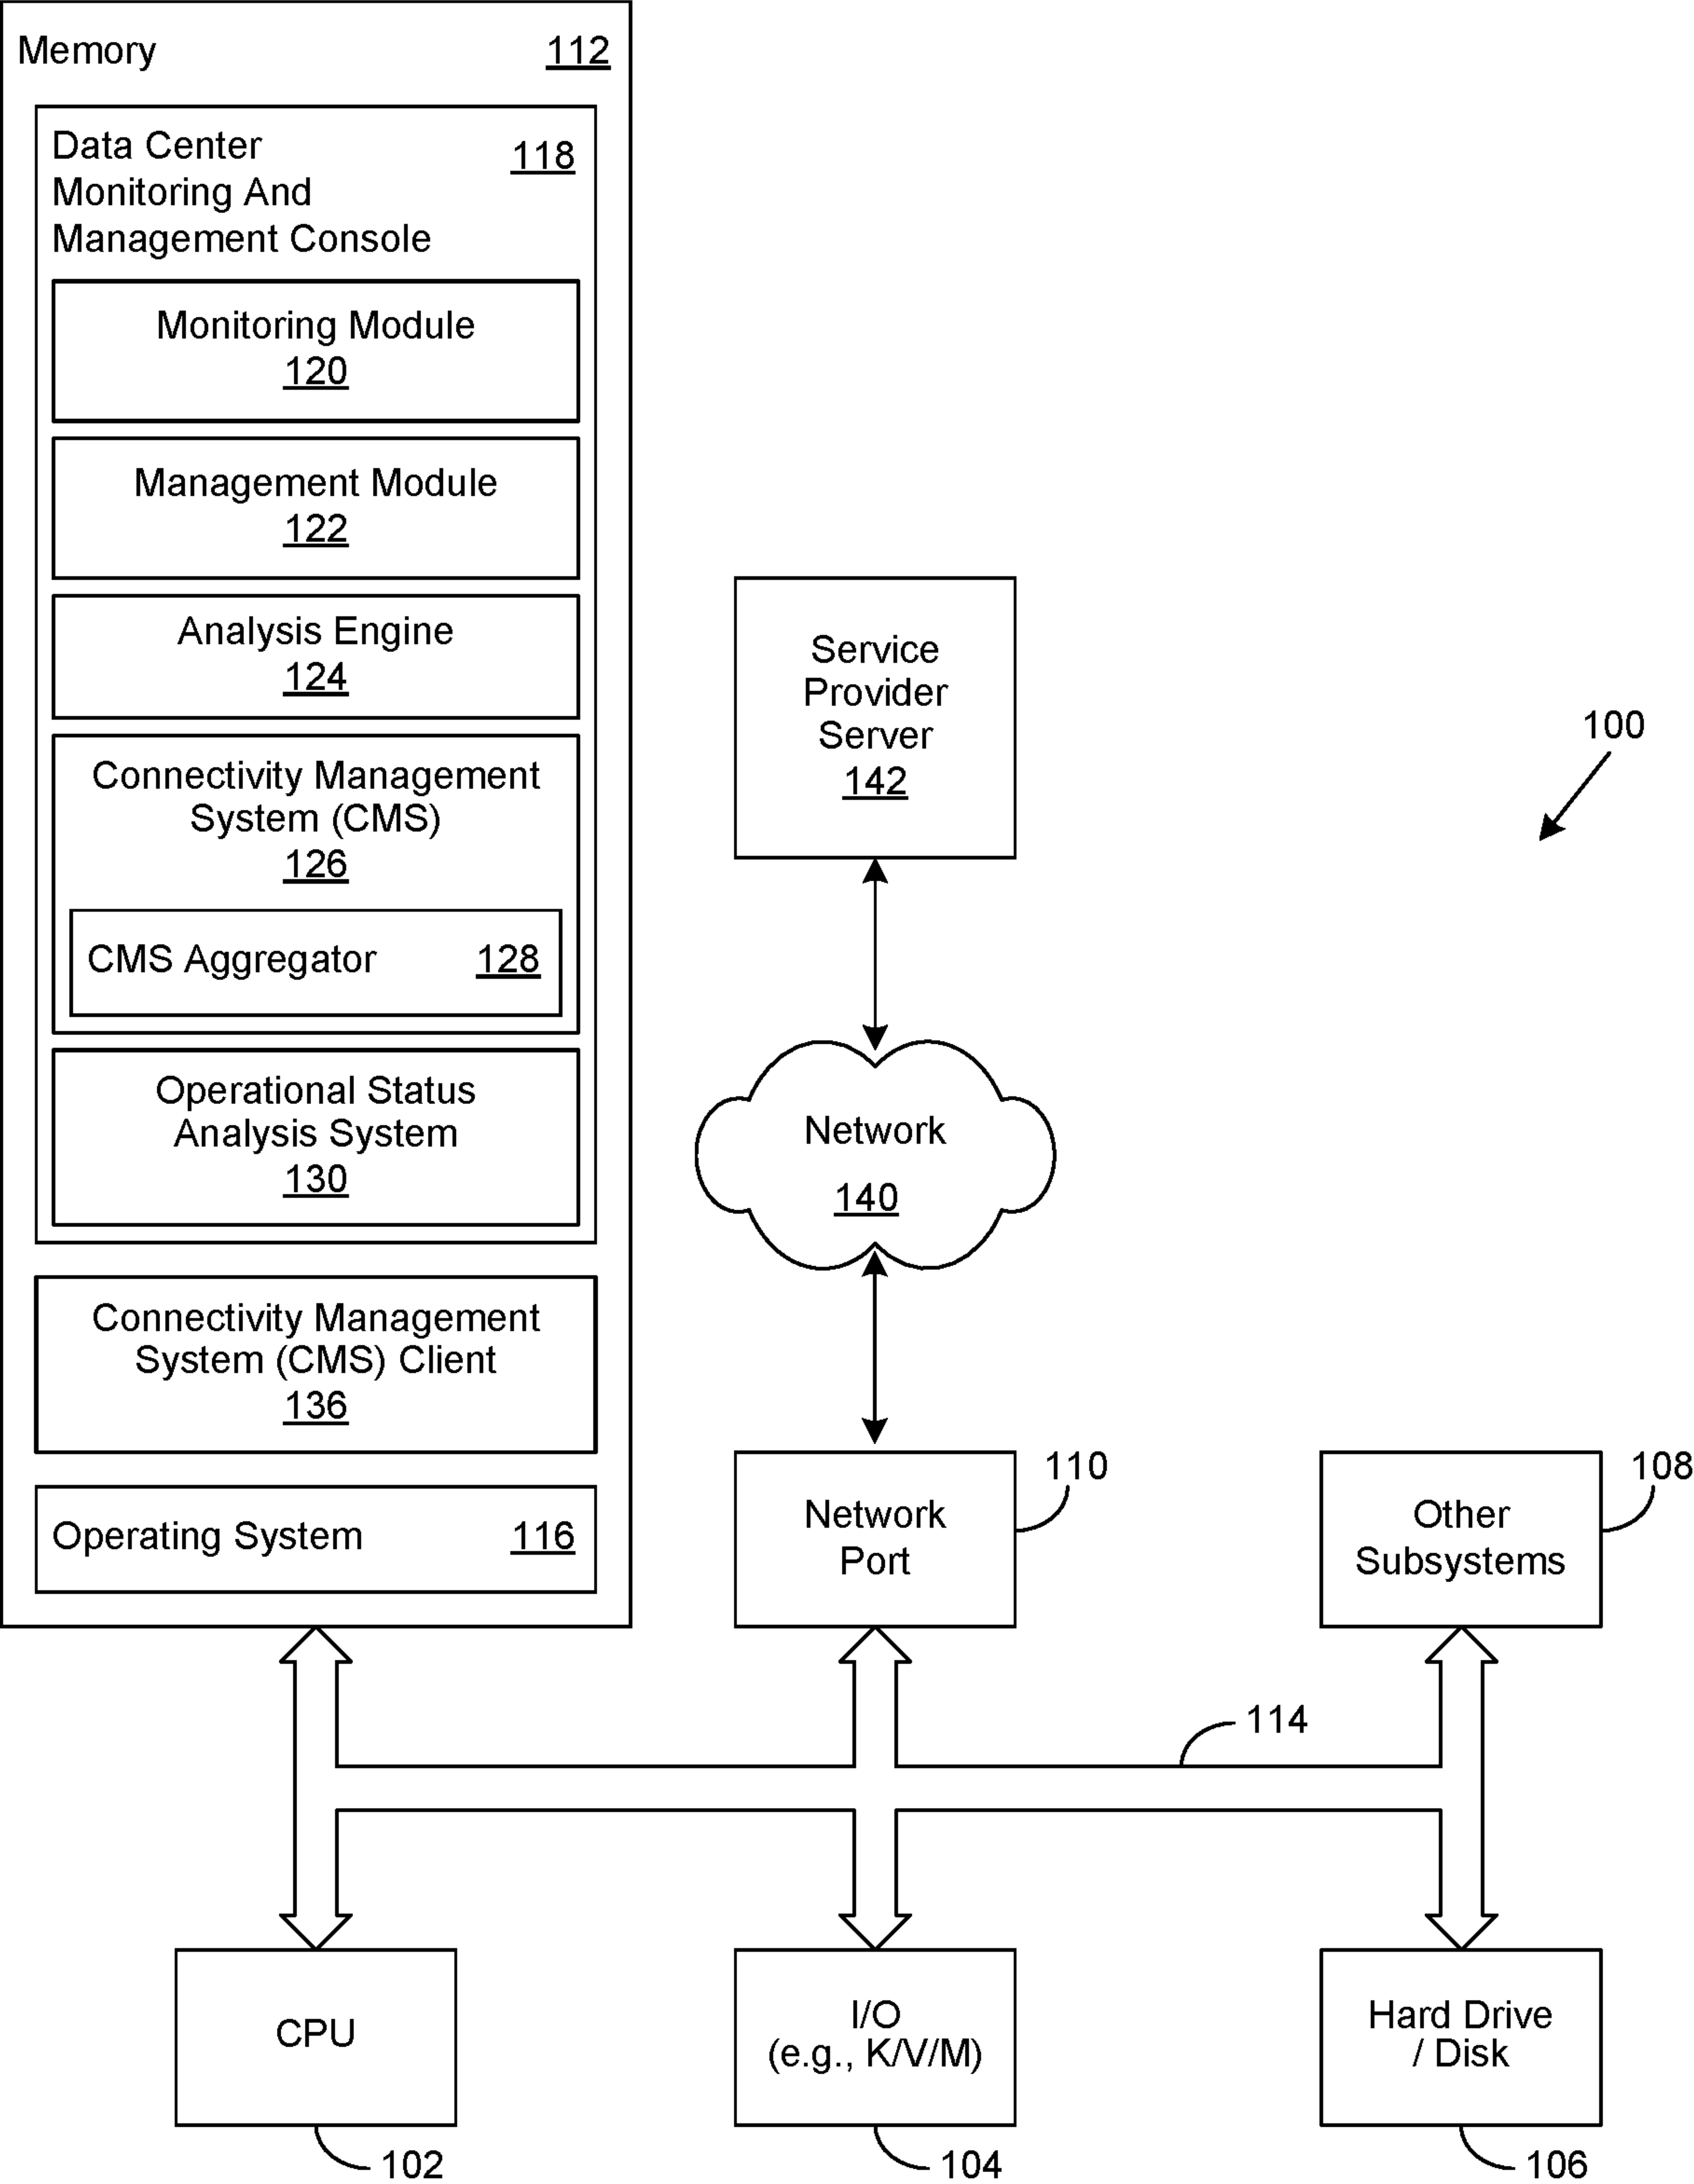 Memory 112
Data Center 118
Monitoring And
Management Console
Monitoring Module
120
Management Module
122
Analysis Engine
124
Connectivity Management
System (CMS)
126
CMS Aggregator 128
Operational Status
Analysis System
130
Connectivity Management
System (CMS) Client
136
Operating System 116
Service
Provider
Server
142
100
Network
140
Network
Port
110
Other
Subsystems
108
114
CPU
102
I/O
(e.g., K/V/M)
104
Hard Drive
/ Disk
106